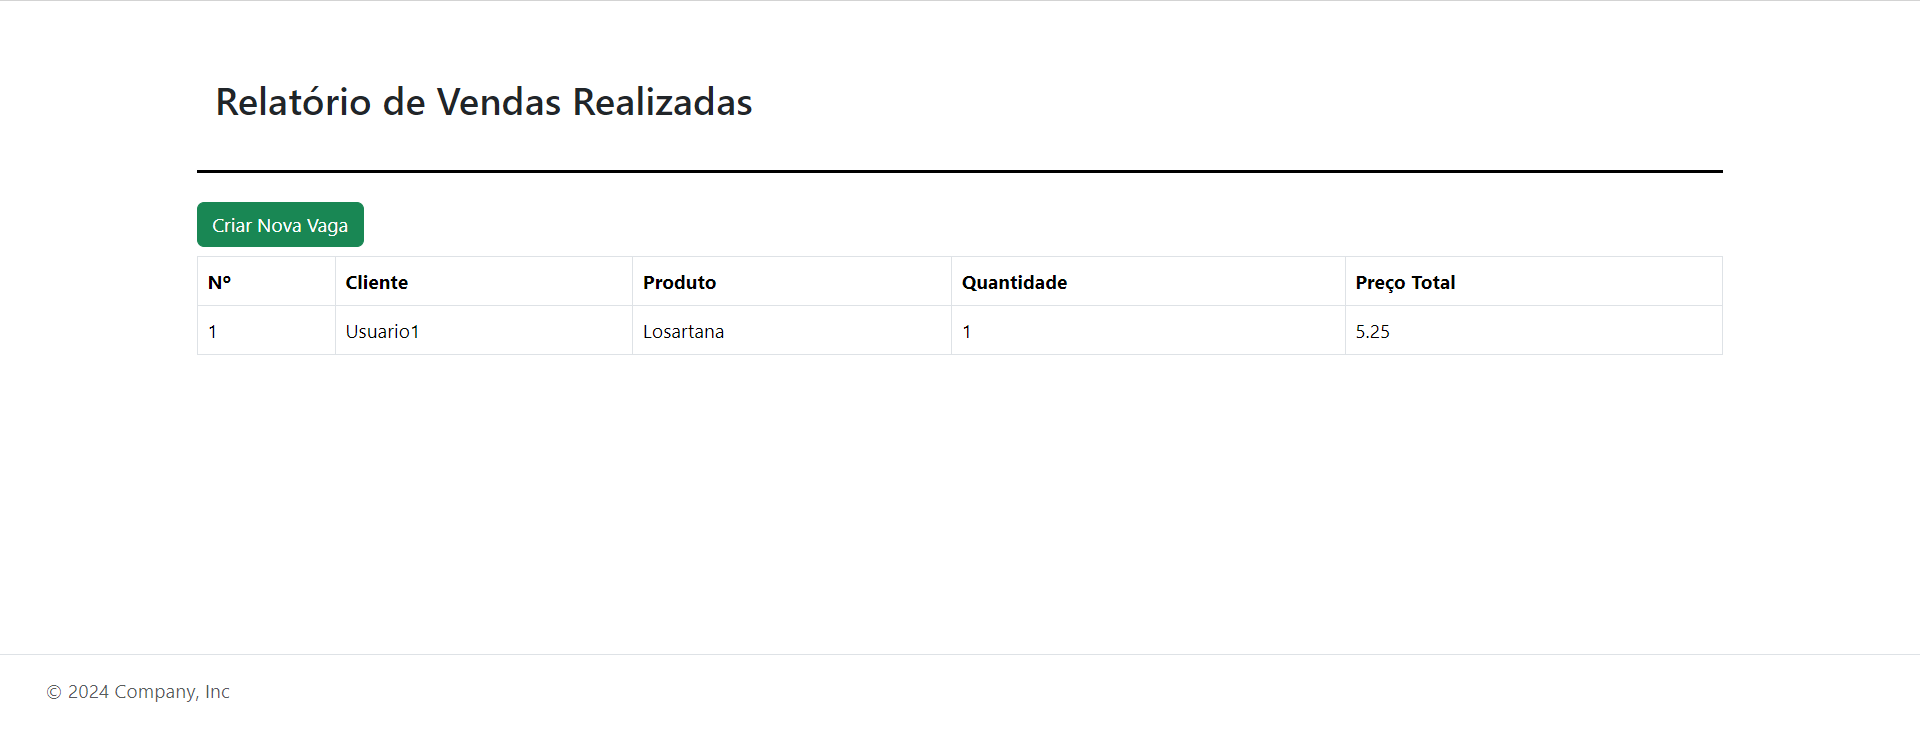 Relatório de Vendas Realizadas
Criar Nova Vaga
Nº Cliente Produto Quantidade Preço Total
1 Usuario1 Losartana 1 5.25
© 2024 Company, Inc